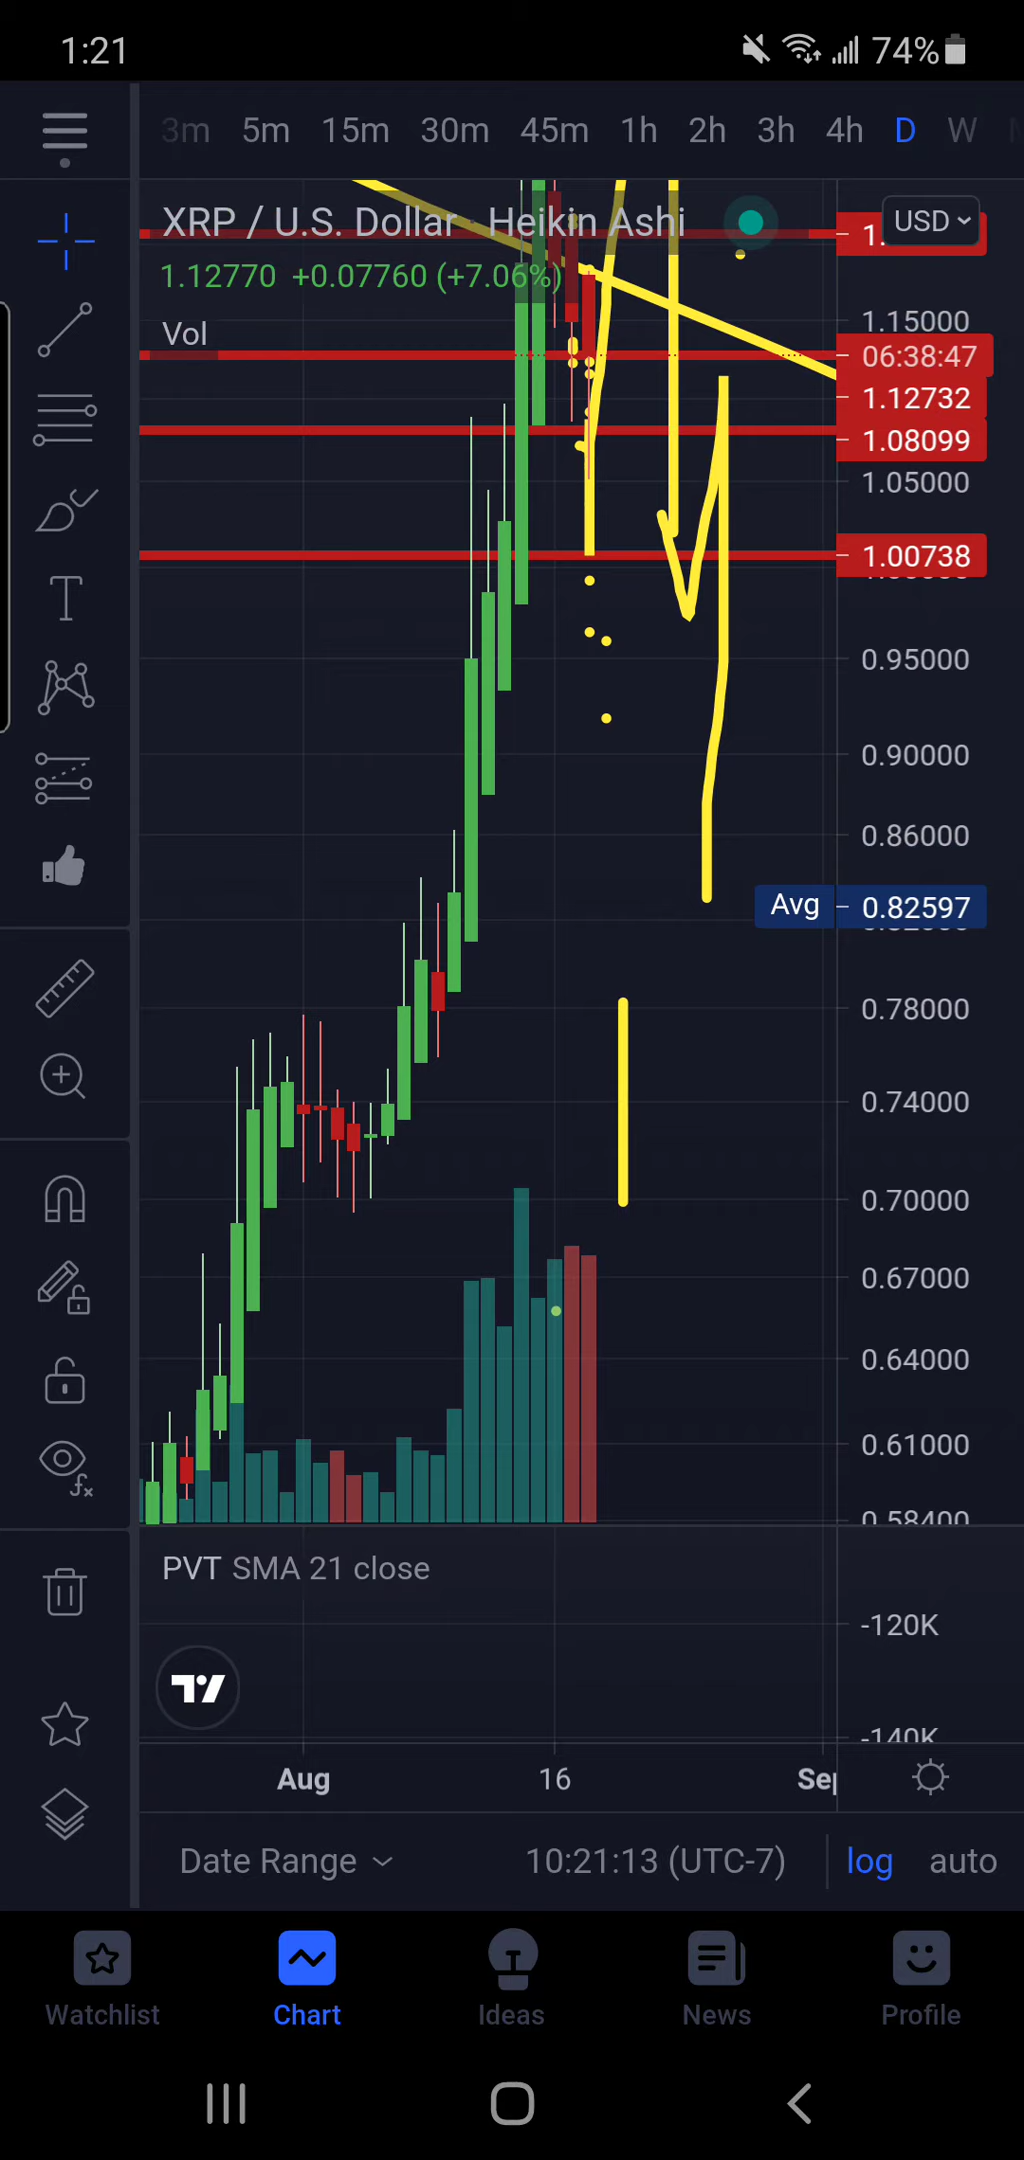 1:21
74%
3m 5m 15m 30m 45m 1h 2h 3h 4h D W
XRP / U.S. Dollar · Heikin Ashi
USD
1.
1.12770 +0.07760 (+7.06%)
Vol
1.15000
06:38:47
1.12732
1.08099
1.05000
1.00738
0.95000
0.90000
0.86000
Avg 0.82597
0.78000
0.74000
0.70000
0.67000
0.64000
0.61000
0.58400
PVT SMA 21 close
-120K
-140K
Aug 16 Sep
Date Range 10:21:13 (UTC-7) log auto
Watchlist Chart Ideas News Profile